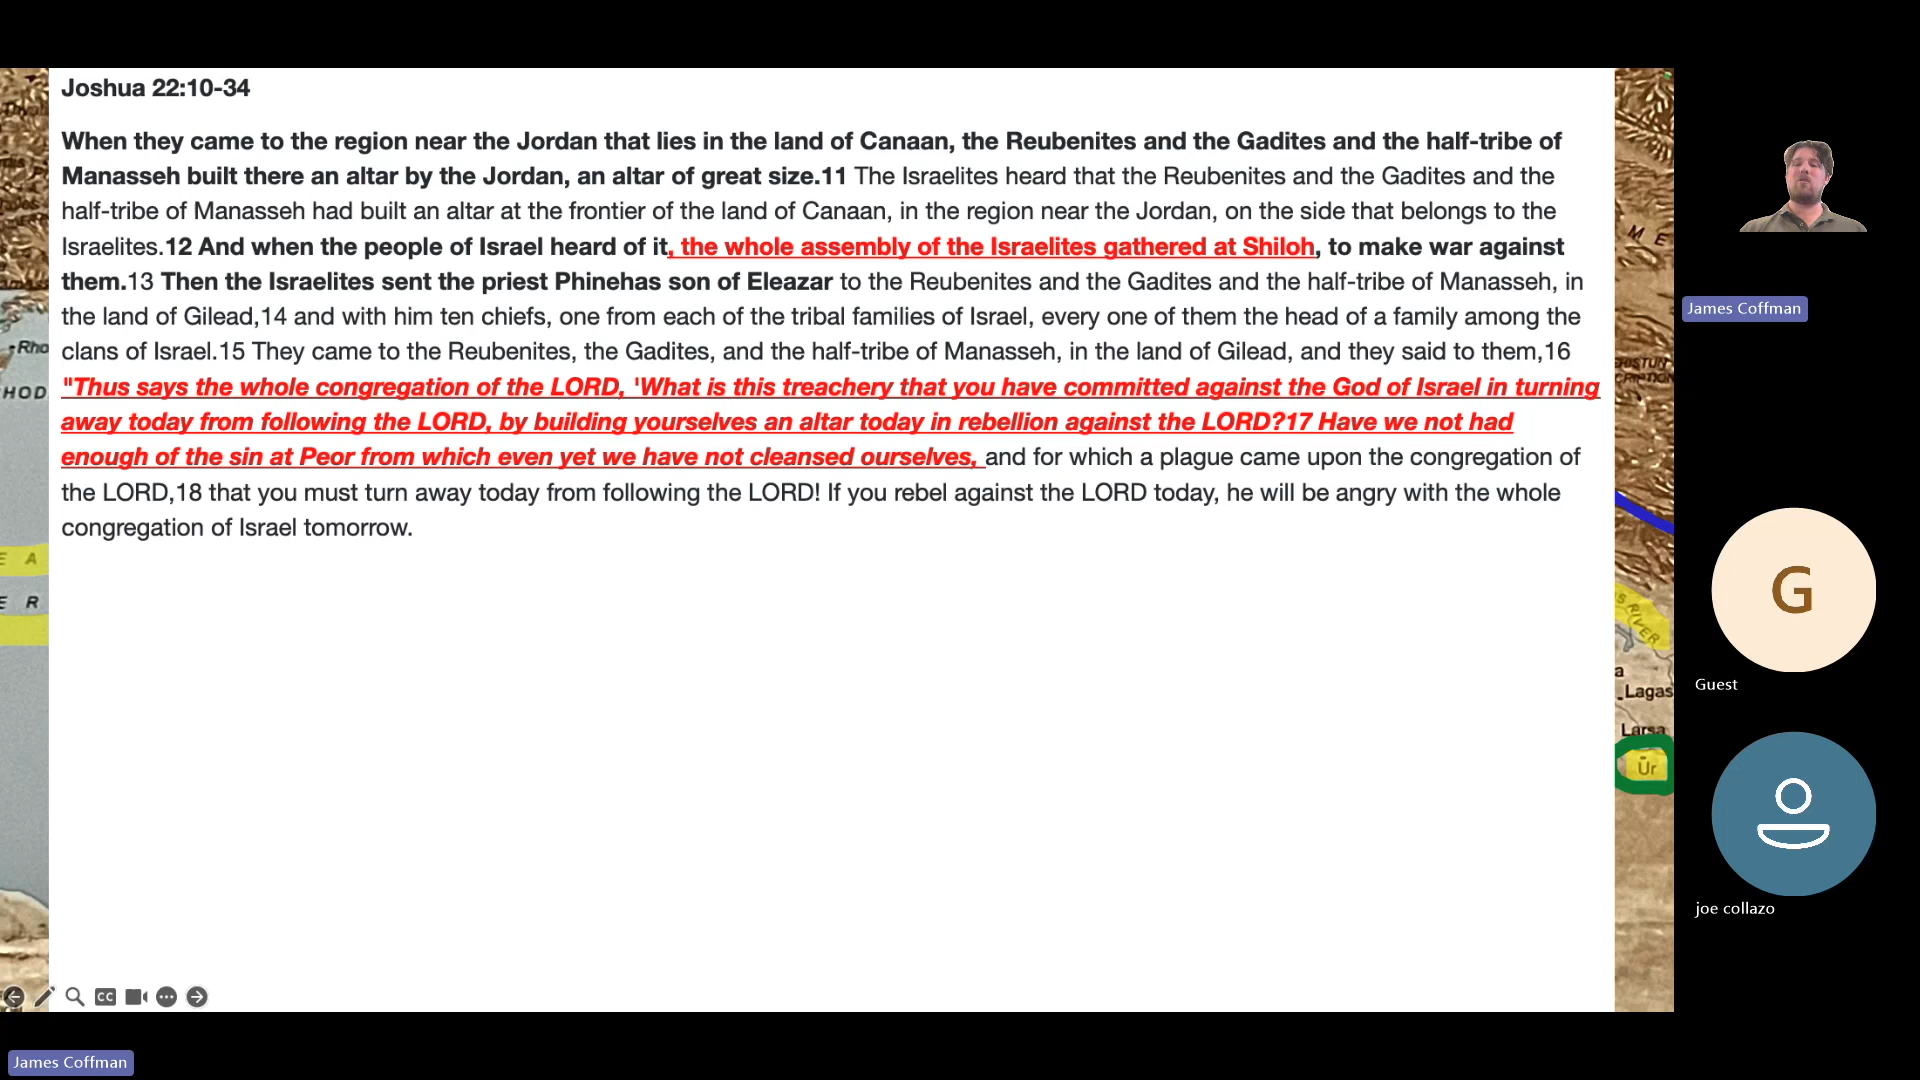 Joshua 22:10-34
When they came to the region near the Jordan that lies in the land of Canaan, the Reubenites and the Gadites and the half-tribe of
Manasseh built there an altar by the Jordan, an altar of great size.11 The Israelites heard that the Reubenites and the Gadites and the
half-tribe of Manasseh had built an altar at the frontier of the land of Canaan, in the region near the Jordan, on the side that belongs to the
Israelites.12 And when the people of Israel heard of it, the whole assembly of the Israelites gathered at Shiloh, to make war against
them.13 Then the Israelites sent the priest Phinehas son of Eleazar to the Reubenites and the Gadites and the half-tribe of Manasseh, in
the land of Gilead,14 and with him ten chiefs, one from each of the tribal families of Israel, every one of them the head of a family among the
clans of Israel.15 They came to the Reubenites, the Gadites, and the half-tribe of Manasseh, in the land of Gilead, and they said to them,16
"Thus says the whole congregation of the LORD, 'What is this treachery that you have committed against the God of Israel in turning
away today from following the LORD, by building yourselves an altar today in rebellion against the LORD?17 Have we not had
enough of the sin at Peor from which even yet we have not cleansed ourselves, and for which a plague came upon the congregation of
the LORD,18 that you must turn away today from following the LORD! If you rebel against the LORD today, he will be angry with the whole
congregation of Israel tomorrow.
Rho
HOD
E A
E R
M E
RIVER
Lagas
Larsa
Ur
CC
James Coffman
G
Guest
joe collazo
James Coffman